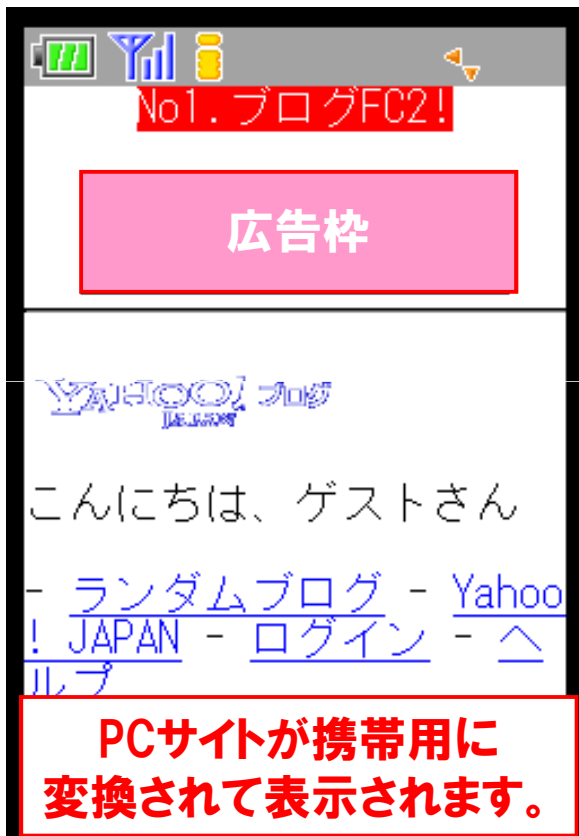 No1.ブログFC2!
広告枠
YAHOO! ブログ
JAPAN
こんにちは、ゲストさん
- ランダムブログ - Yahoo
! JAPAN - ログイン - ヘ
ルプ
PCサイトが携帯用に
変換されて表示されます。